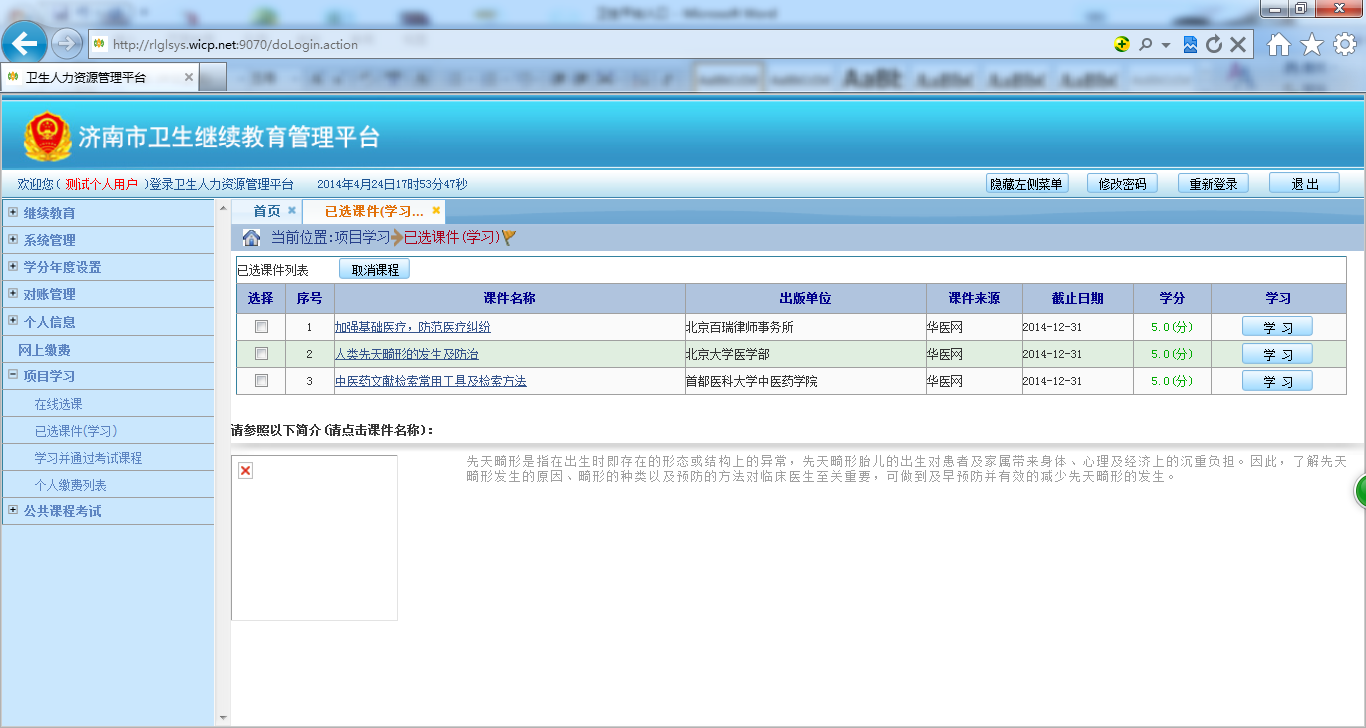 http://rlglsys.wicp.net:9070/doLogin.action
卫生人力资源管理平台
济南市卫生继续教育管理平台
欢迎您( 测试个人用户 )登录卫生人力资源管理平台 2014年4月24日17时53分47秒 隐藏左侧菜单 修改密码 重新登录 退 出
继续教育
系统管理
学分年度设置
对账管理
个人信息
网上缴费
项目学习
在线选课
已选课件(学习)
学习并通过考试课程
个人缴费列表
公共课程考试
首页 已选课件(学习...
当前位置:项目学习 已选课件(学习)
已选课件列表 取消课程
选择 序号 课件名称 出版单位 课件来源 截止日期 学分 学习
1 加强基础医疗，防范医疗纠纷 北京百瑞律师事务所 华医网 2014-12-31 5.0(分) 学 习
2 人类先天畸形的发生及防治 北京大学医学部 华医网 2014-12-31 5.0(分) 学 习
3 中医药文献检索常用工具及检索方法 首都医科大学中医药学院 华医网 2014-12-31 5.0(分) 学 习
请参照以下简介(请点击课件名称)：
先天畸形是指在出生时即存在的形态或结构上的异常，先天畸形胎儿的出生对患者及家属带来身体、心理及经济上的沉重负担。因此，了解先天
畸形发生的原因、畸形的种类以及预防的方法对临床医生至关重要，可做到及早预防并有效的减少先天畸形的发生。